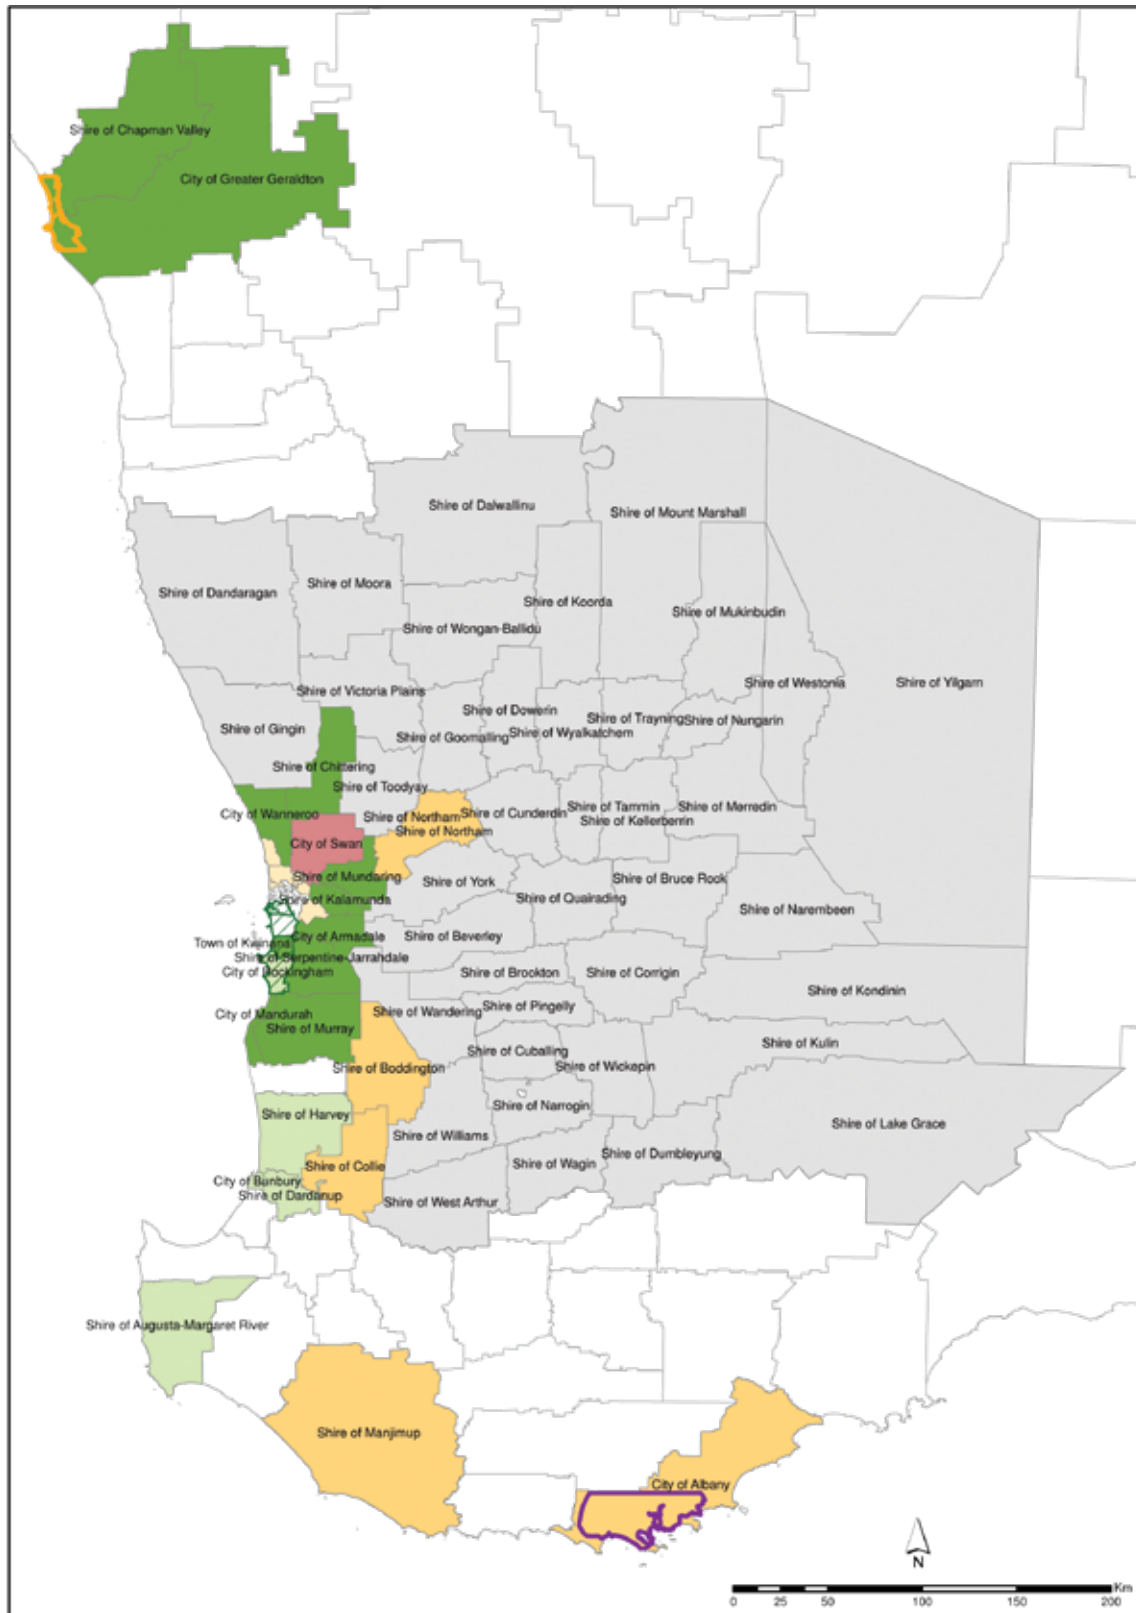 Shire of Chapman Valley
City of Greater Geraldton
Shire of Dalwallinu
Shire of Mount Marshall
Shire of Moora
Shire of Dandaragan
Shire of Koorda
Shire of Mukinbudin
Shire of Wongan-Ballidu
Shire of Westonia
Shire of Yilgarn
Shire of Victoria Plains
Shire of Dowerin
Shire of Trayning
Shire of Nungarin
Shire of Gingin
Shire of Goomalling
Shire of Wyalkatchem
Shire of Chittering
Shire of Toodyay
City of Wanneroo
Shire of Northam
Shire of Cunderdin
Shire of Tammin
Shire of Merredin
Shire of Kellerberrin
Shire of Northam
City of Swan
Shire of Mundaring
Shire of York
Shire of Bruce Rock
Shire of Kalamunda
Shire of Quairading
Shire of Narembeen
City of Armadale
Shire of Beverley
Town of Kwinana
Shire of Serpentine-Jarrahdale
City of Rockingham
Shire of Brookton
Shire of Corrigin
Shire of Kondinin
City of Mandurah
Shire of Wandering
Shire of Pingelly
Shire of Murray
Shire of Kulin
Shire of Cuballing
Shire of Boddington
Shire of Wickepin
Shire of Harvey
Shire of Narrogin
Shire of Lake Grace
Shire of Williams
Shire of Dumbleyung
Shire of Collie
Shire of Wagin
City of Bunbury
Shire of Dardanup
Shire of West Arthur
Shire of Augusta-Margaret River
Shire of Manjimup
City of Albany
N
Km
0 25 50 100 150 200